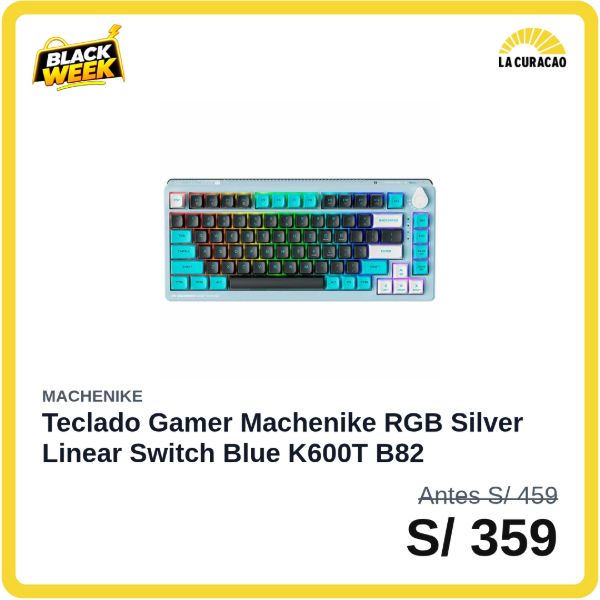 BLACK
WEEK
LA CURACAO
MACHENIKE
Teclado Gamer Machenike RGB Silver
Linear Switch Blue K600T B82
Antes S/ 459
S/ 359